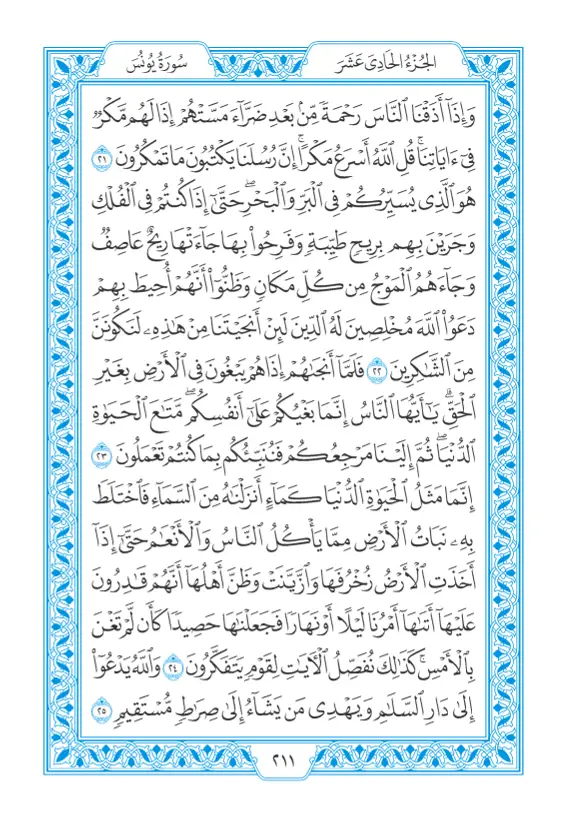 الجُزْءُ الحَادِى عَشَرَ
سُورَةُ يُونُسَ
وَإِذَآ أَذَقْنَا ٱلنَّاسَ رَحْمَةً مِّنۢ بَعْدِ ضَرَّآءَ مَسَّتْهُمْ إِذَا لَهُم مَّكْرٌ
فِىٓ ءَايَاتِنَاۚ قُلِ ٱللَّهُ أَسْرَعُ مَكْرًاۚ إِنَّ رُسُلَنَا يَكْتُبُونَ مَا تَمْكُرُونَ ٢١
هُوَ ٱلَّذِى يُسَيِّرُكُمْ فِى ٱلْبَرِّ وَٱلْبَحْرِۖ حَتَّىٰٓ إِذَا كُنتُمْ فِى ٱلْفُلْكِ
وَجَرَيْنَ بِهِم بِرِيحٍ طَيِّبَةٍ وَفَرِحُوا۟ بِهَا جَآءَتْهَا رِيحٌ عَاصِفٌ
وَجَآءَهُمُ ٱلْمَوْجُ مِن كُلِّ مَكَانٍ وَظَنُّوٓا۟ أَنَّهُمْ أُحِيطَ بِهِمْ
دَعَوُا۟ ٱللَّهَ مُخْلِصِينَ لَهُ ٱلدِّينَ لَئِنْ أَنجَيْتَنَا مِنْ هَٰذِهِۦ لَنَكُونَنَّ
مِنَ ٱلشَّٰكِرِينَ ٢٢ فَلَمَّآ أَنجَىٰهُمْ إِذَا هُمْ يَبْغُونَ فِى ٱلْأَرْضِ بِغَيْرِ
ٱلْحَقِّۗ يَٰٓأَيُّهَا ٱلنَّاسُ إِنَّمَا بَغْيُكُمْ عَلَىٰٓ أَنفُسِكُمۖ مَّتَٰعَ ٱلْحَيَوٰةِ
ٱلدُّنْيَاۖ ثُمَّ إِلَيْنَا مَرْجِعُكُمْ فَنُنَبِّئُكُم بِمَا كُنتُمْ تَعْمَلُونَ ٢٣
إِنَّمَا مَثَلُ ٱلْحَيَوٰةِ ٱلدُّنْيَا كَمَآءٍ أَنزَلْنَٰهُ مِنَ ٱلسَّمَآءِ فَٱخْتَلَطَ
بِهِۦ نَبَاتُ ٱلْأَرْضِ مِمَّا يَأْكُلُ ٱلنَّاسُ وَٱلْأَنْعَٰمُ حَتَّىٰٓ إِذَآ
أَخَذَتِ ٱلْأَرْضُ زُخْرُفَهَا وَٱزَّيَّنَتْ وَظَنَّ أَهْلُهَآ أَنَّهُمْ قَٰدِرُونَ
عَلَيْهَآ أَتَىٰهَآ أَمْرُنَا لَيْلًا أَوْ نَهَارًا فَجَعَلْنَٰهَا حَصِيدًا كَأَن لَّمْ تَغْنَ
بِٱلْأَمْسِۚ كَذَٰلِكَ نُفَصِّلُ ٱلْءَايَٰتِ لِقَوْمٍ يَتَفَكَّرُونَ ٢٤ وَٱللَّهُ يَدْعُوٓا۟
إِلَىٰ دَارِ ٱلسَّلَٰمِ وَيَهْدِى مَن يَشَآءُ إِلَىٰ صِرَٰطٍ مُّسْتَقِيمٍ ٢٥
٢١١